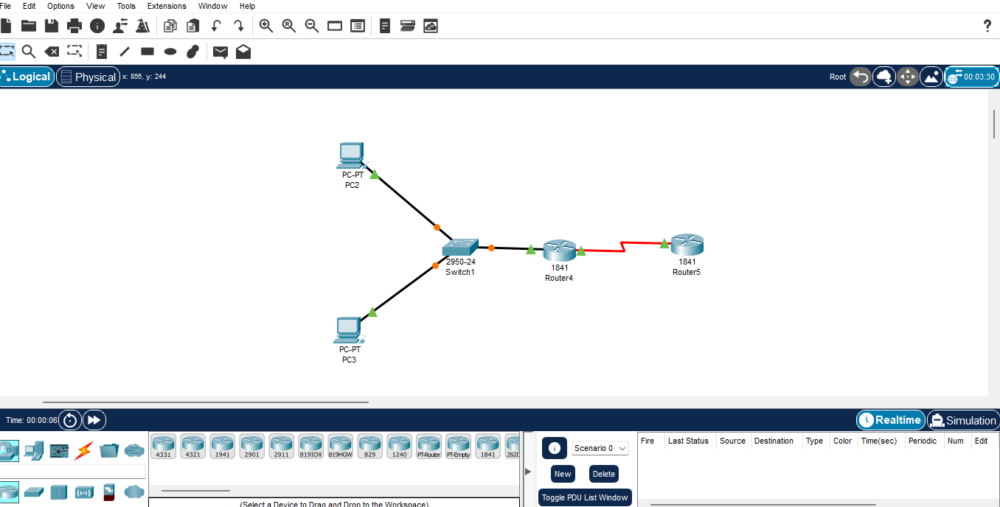 File Edit Options View Tools Extensions Window Help
?
Logical Physical x: 856, y: 244 Root 00:03:30
PC-PT
PC2
2950-24
Switch1
1841
Router4
1841
Router5
PC-PT
PC3
Time: 00:00:06 Realtime Simulation
4331 4321 1941 2901 2911 819IOX 819HGW 829 1240 PT-Router PT-Empty 1841 2620
(Select a Device to Drag and Drop to the Workspace)
Scenario 0
New Delete
Toggle PDU List Window
Fire Last Status Source Destination Type Color Time(sec) Periodic Num Edit